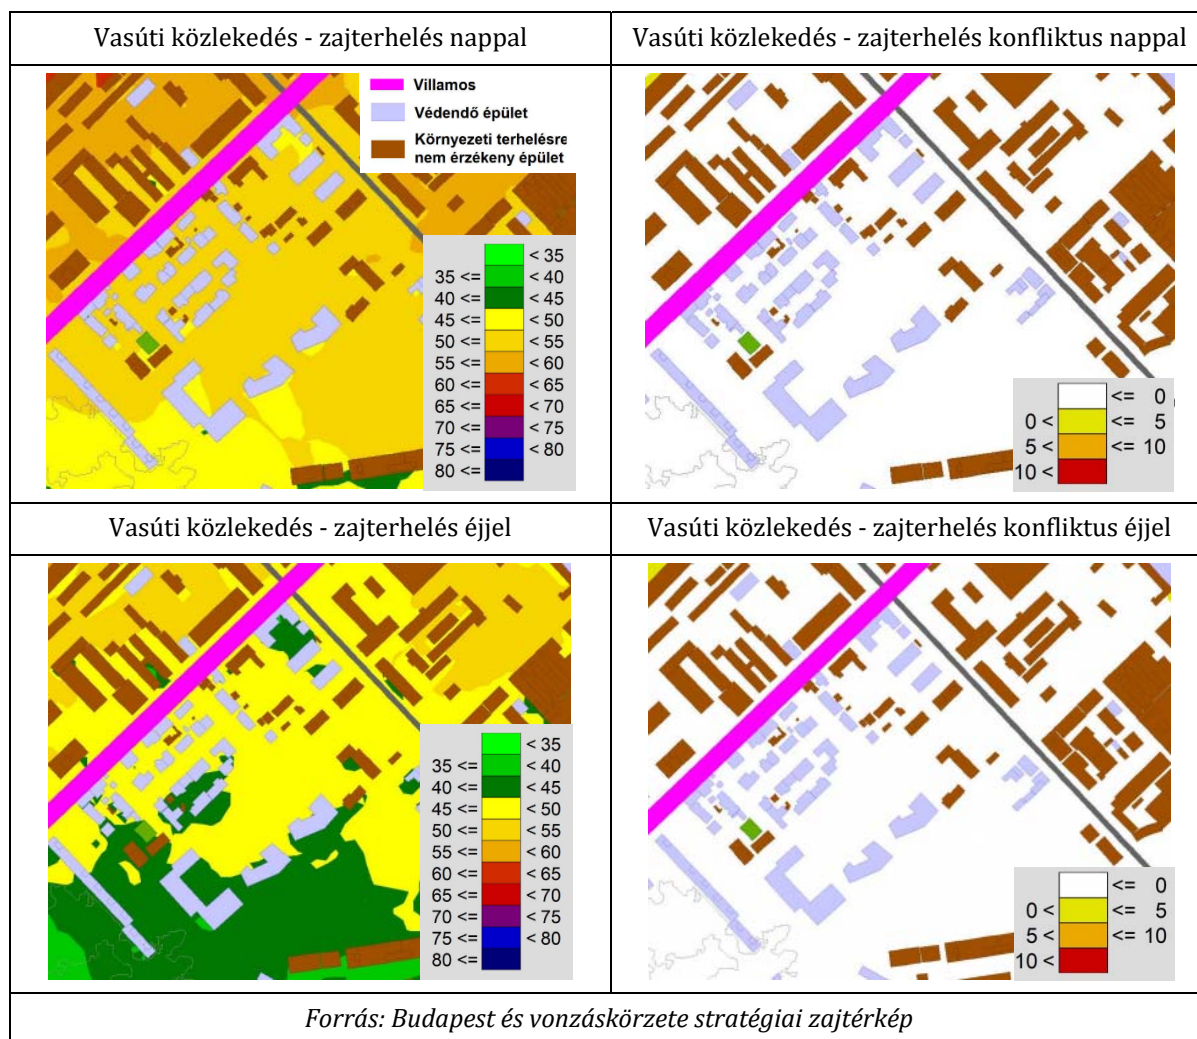 Vasúti közlekedés - zajterhelés nappal
Vasúti közlekedés - zajterhelés konfliktus nappal
Villamos
Védendő épület
Környezeti terhelésre
nem érzékeny épület
< 35
35 <= < 40
40 <= < 45
45 <= < 50
50 <= < 55
55 <= < 60
60 <= < 65
65 <= < 70
70 <= < 75
75 <= < 80
80 <=
<= 0
0 < <= 5
5 < <= 10
10 <
Vasúti közlekedés - zajterhelés éjjel
Vasúti közlekedés - zajterhelés konfliktus éjjel
< 35
35 <= < 40
40 <= < 45
45 <= < 50
50 <= < 55
55 <= < 60
60 <= < 65
65 <= < 70
70 <= < 75
75 <= < 80
80 <=
<= 0
0 < <= 5
5 < <= 10
10 <
Forrás: Budapest és vonzáskörzete stratégiai zajtérkép